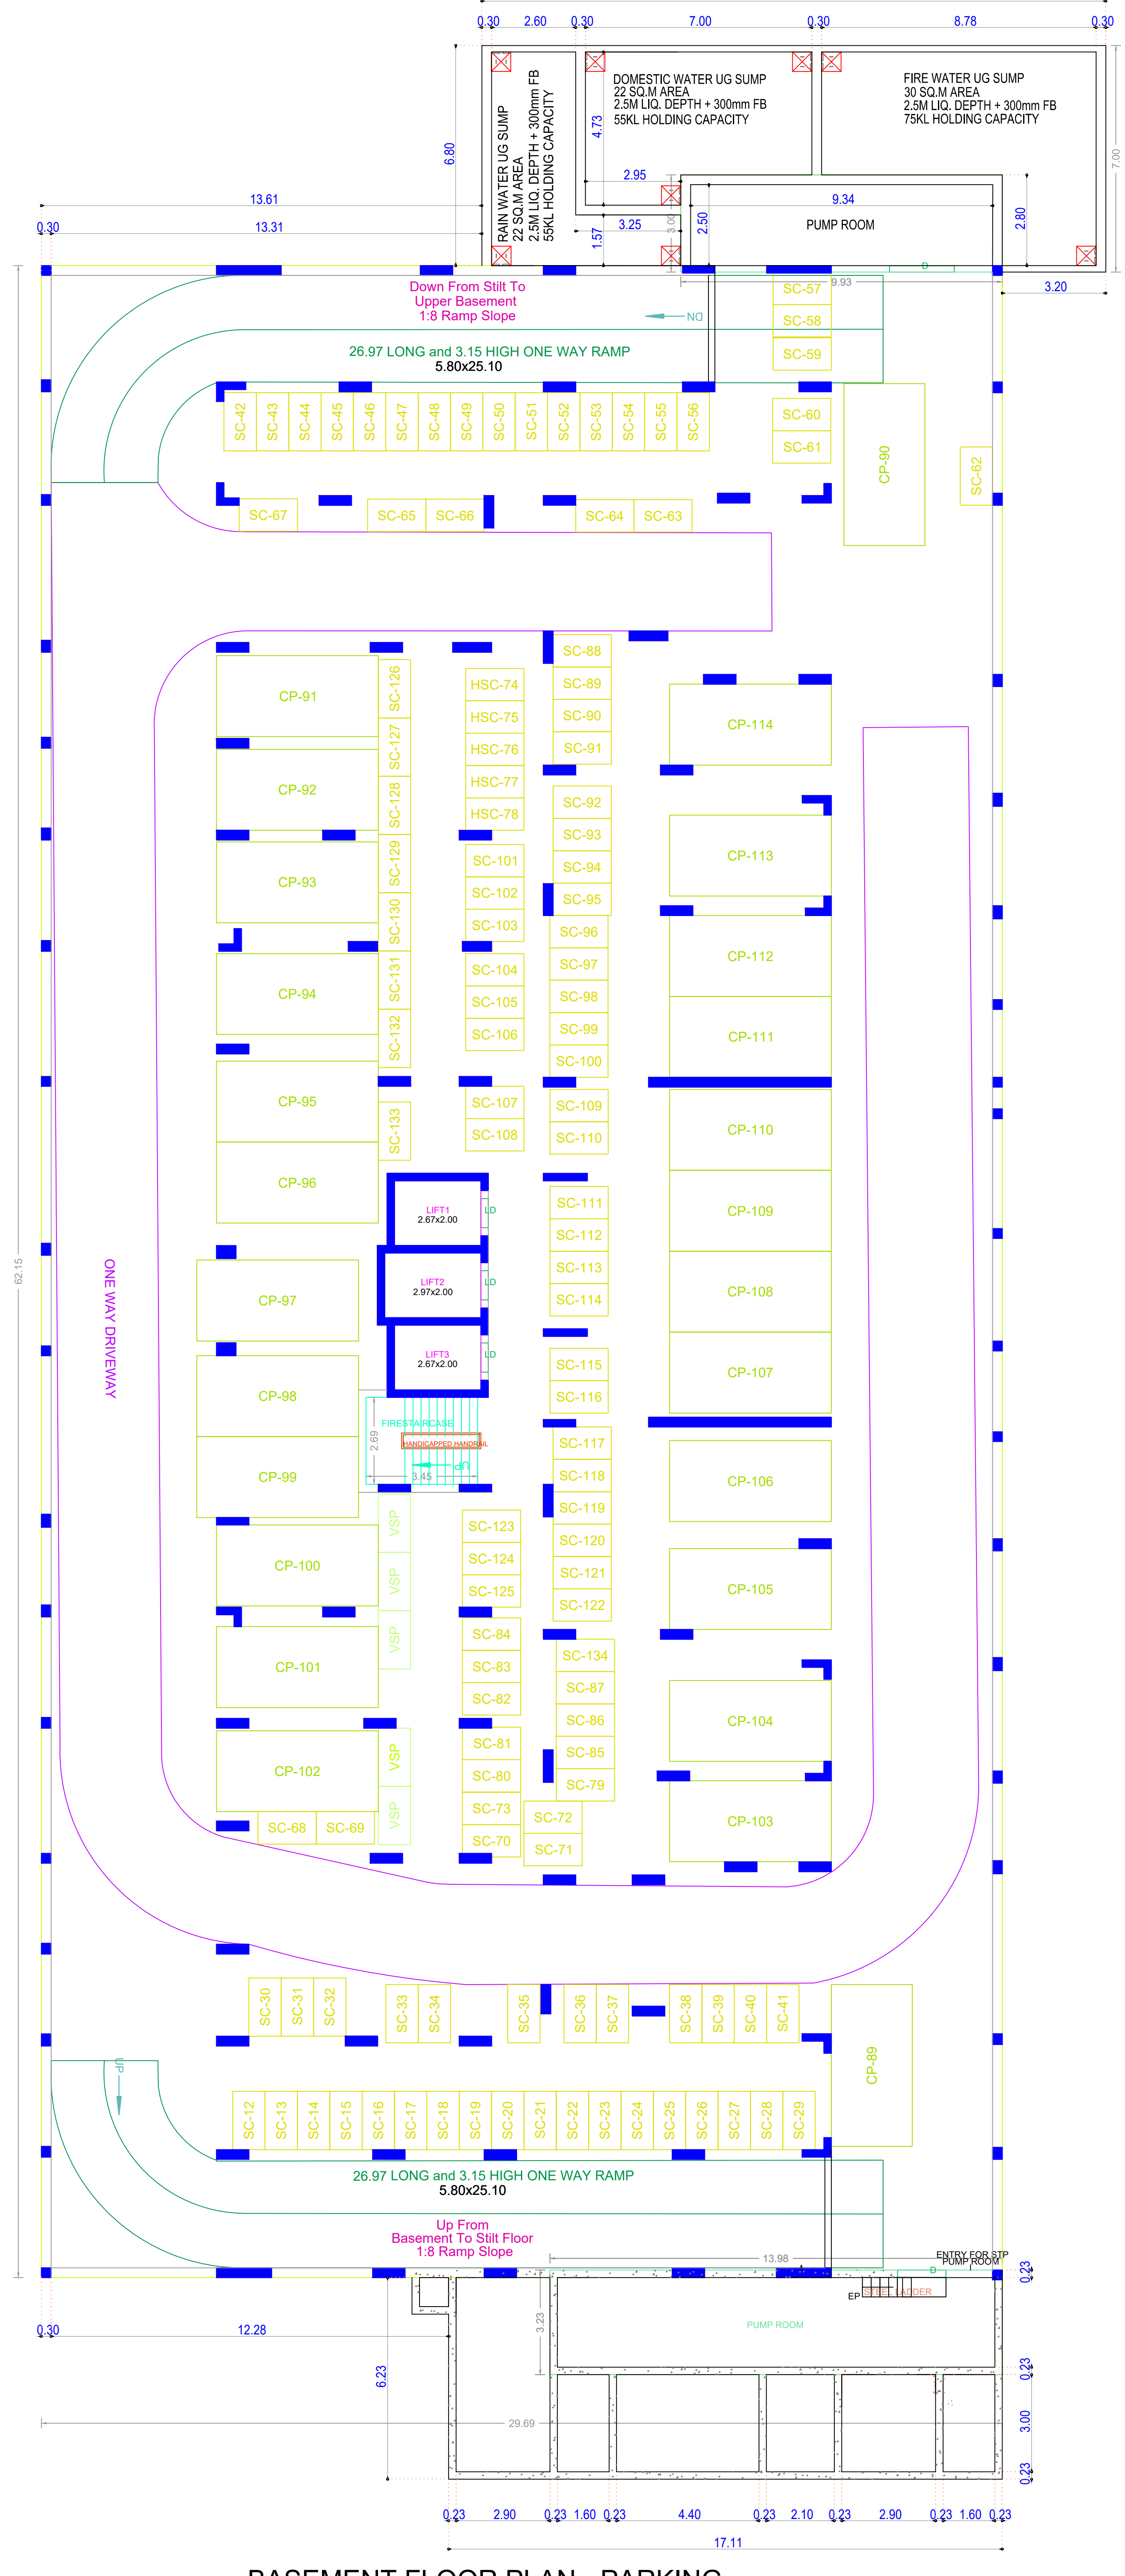 0.30 2.60 0.30 7.00 0.30 8.78 0.30
RAIN WATER UG SUMP
22 SQ.M AREA
2.5M LIQ. DEPTH + 300mm FB
55KL HOLDING CAPACITY
DOMESTIC WATER UG SUMP
22 SQ.M AREA
2.5M LIQ. DEPTH + 300mm FB
55KL HOLDING CAPACITY
FIRE WATER UG SUMP
30 SQ.M AREA
2.5M LIQ. DEPTH + 300mm FB
75KL HOLDING CAPACITY
6.80
4.73
7.00
2.95
13.61
9.34
0.30 13.31
3.25
1.57
3.00
2.50
PUMP ROOM
2.80
D
9.93
3.20
Down From Stilt To
Upper Basement
1:8 Ramp Slope
DN
SC-57
SC-58
SC-59
26.97 LONG and 3.15 HIGH ONE WAY RAMP
5.80x25.10
SC-42
SC-43
SC-44
SC-45
SC-46
SC-47
SC-48
SC-49
SC-50
SC-51
SC-52
SC-53
SC-54
SC-55
SC-56
SC-60
SC-61
CP-90
SC-62
SC-67
SC-65
SC-66
SC-64
SC-63
CP-91
CP-92
CP-93
CP-94
CP-95
CP-96
CP-97
CP-98
CP-99
CP-100
CP-101
CP-102
SC-126
SC-127
SC-128
SC-129
SC-130
SC-131
SC-132
SC-133
HSC-74
HSC-75
HSC-76
HSC-77
HSC-78
SC-101
SC-102
SC-103
SC-104
SC-105
SC-106
SC-107
SC-108
SC-88
SC-89
SC-90
SC-91
SC-92
SC-93
SC-94
SC-95
SC-96
SC-97
SC-98
SC-99
SC-100
SC-109
SC-110
SC-111
SC-112
SC-113
SC-114
SC-115
SC-116
SC-117
SC-118
SC-119
SC-120
SC-121
SC-122
SC-134
SC-87
SC-86
SC-85
SC-79
CP-114
CP-113
CP-112
CP-111
CP-110
CP-109
CP-108
CP-107
CP-106
CP-105
CP-104
CP-103
62.15
ONE WAY DRIVEWAY
LIFT1
2.67x2.00
LD
LIFT2
2.97x2.00
LD
LIFT3
2.67x2.00
LD
FIRESTAIRCASE
HANDICAPPED HANDRAIL
2.69
UP
3.45
VSP
VSP
VSP
VSP
VSP
SC-123
SC-124
SC-125
SC-84
SC-83
SC-82
SC-81
SC-80
SC-73
SC-70
SC-72
SC-71
SC-68
SC-69
SC-30
SC-31
SC-32
SC-33
SC-34
SC-35
SC-36
SC-37
SC-38
SC-39
SC-40
SC-41
CP-89
UP
SC-12
SC-13
SC-14
SC-15
SC-16
SC-17
SC-18
SC-19
SC-20
SC-21
SC-22
SC-23
SC-24
SC-25
SC-26
SC-27
SC-28
SC-29
26.97 LONG and 3.15 HIGH ONE WAY RAMP
5.80x25.10
Up From
Basement To Stilt Floor
1:8 Ramp Slope
13.98
ENTRY FOR STP
PUMP ROOM
0.23
D
EP
STEEL LADDER
0.30 12.28
3.23
PUMP ROOM
6.23
0.23
29.69
3.00
0.23
0.23 2.90 0.23 1.60 0.23 4.40 0.23 2.10 0.23 2.90 0.23 1.60 0.23
17.11
BASEMENT FLOOR PLAN - PARKING